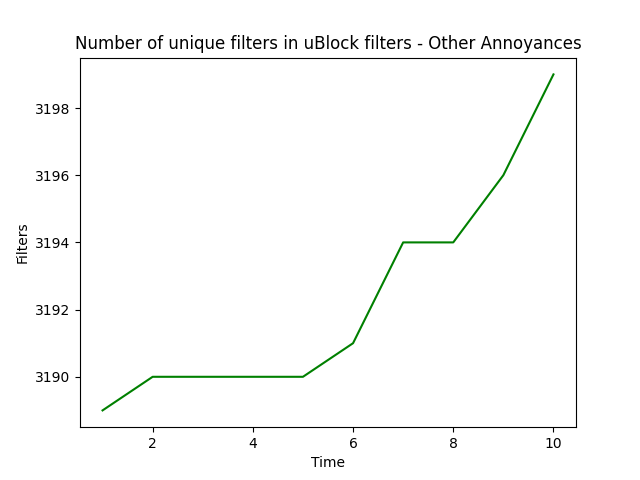 Number of unique filters in uBlock filters - Other Annoyances
3198
3196
3194
3192
3190
Filters
2 4 6 8 10
Time